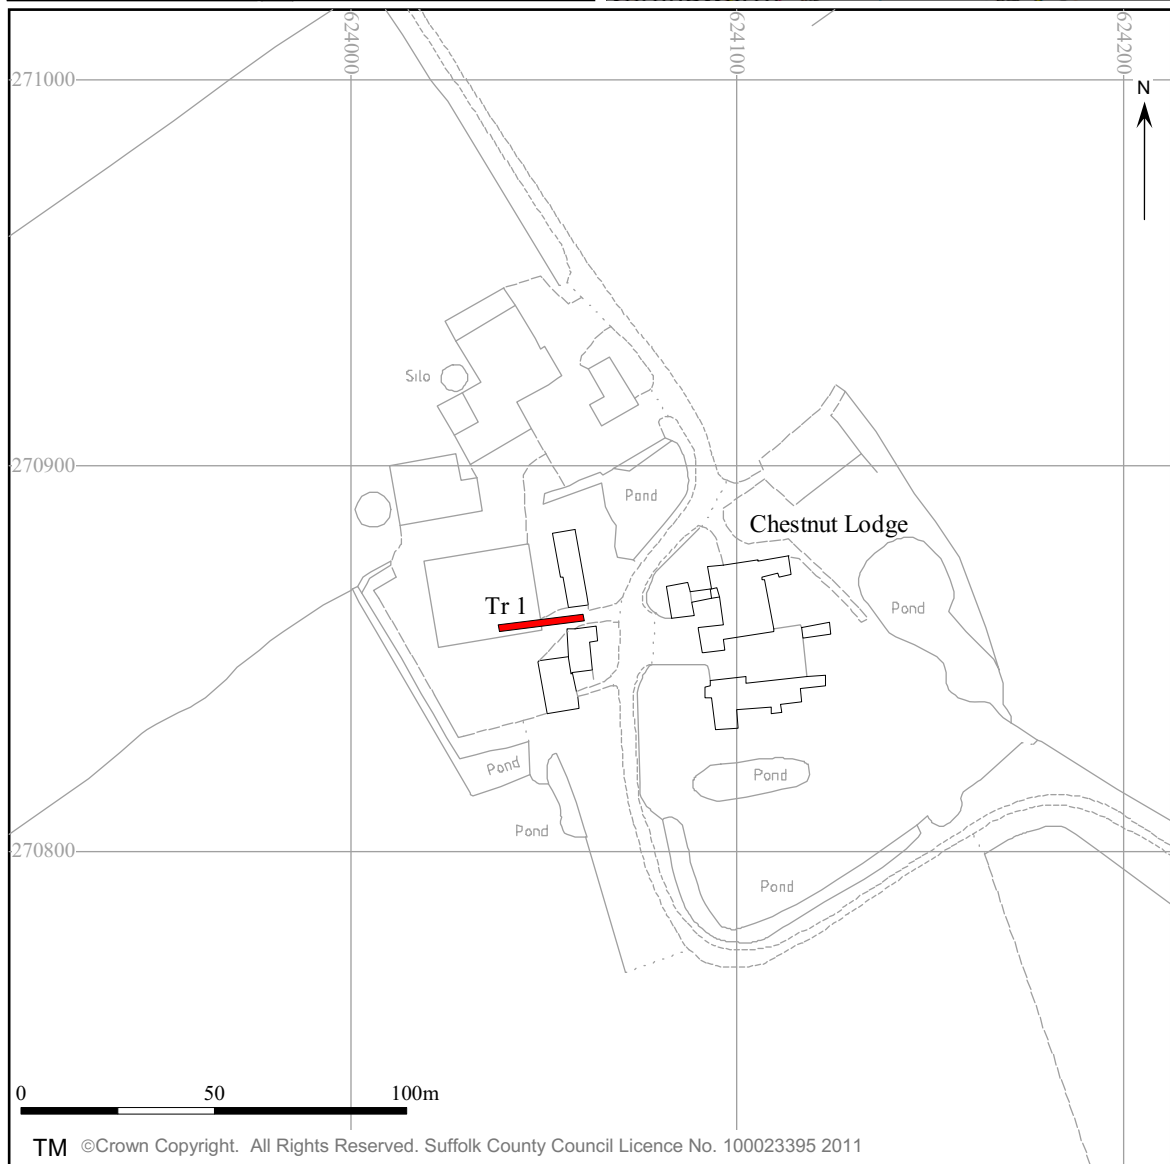 624000
624100
624200
271000
N
Silo
270900
Pond
Chestnut Lodge
Tr 1
Pond
Pond
Pond
Pond
270800
Pond
0 50 100m
TM ©Crown Copyright. All Rights Reserved. Suffolk County Council Licence No. 100023395 2011